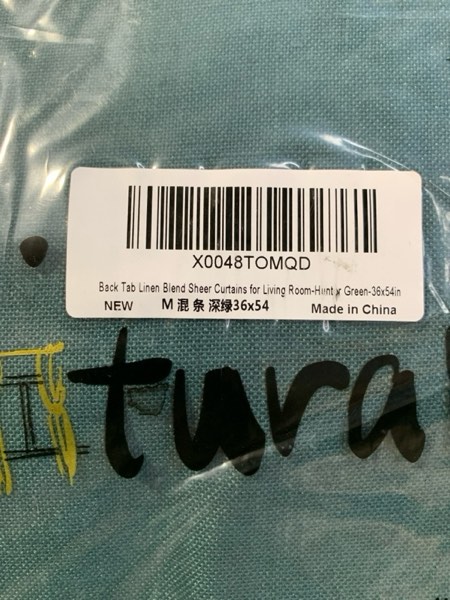 X0048TOMQD
Back Tab Linen Blend Sheer Curtains for Living Room-Hunter Green-36x54in
NEW M 混 条 深绿36x54 Made in China
tural